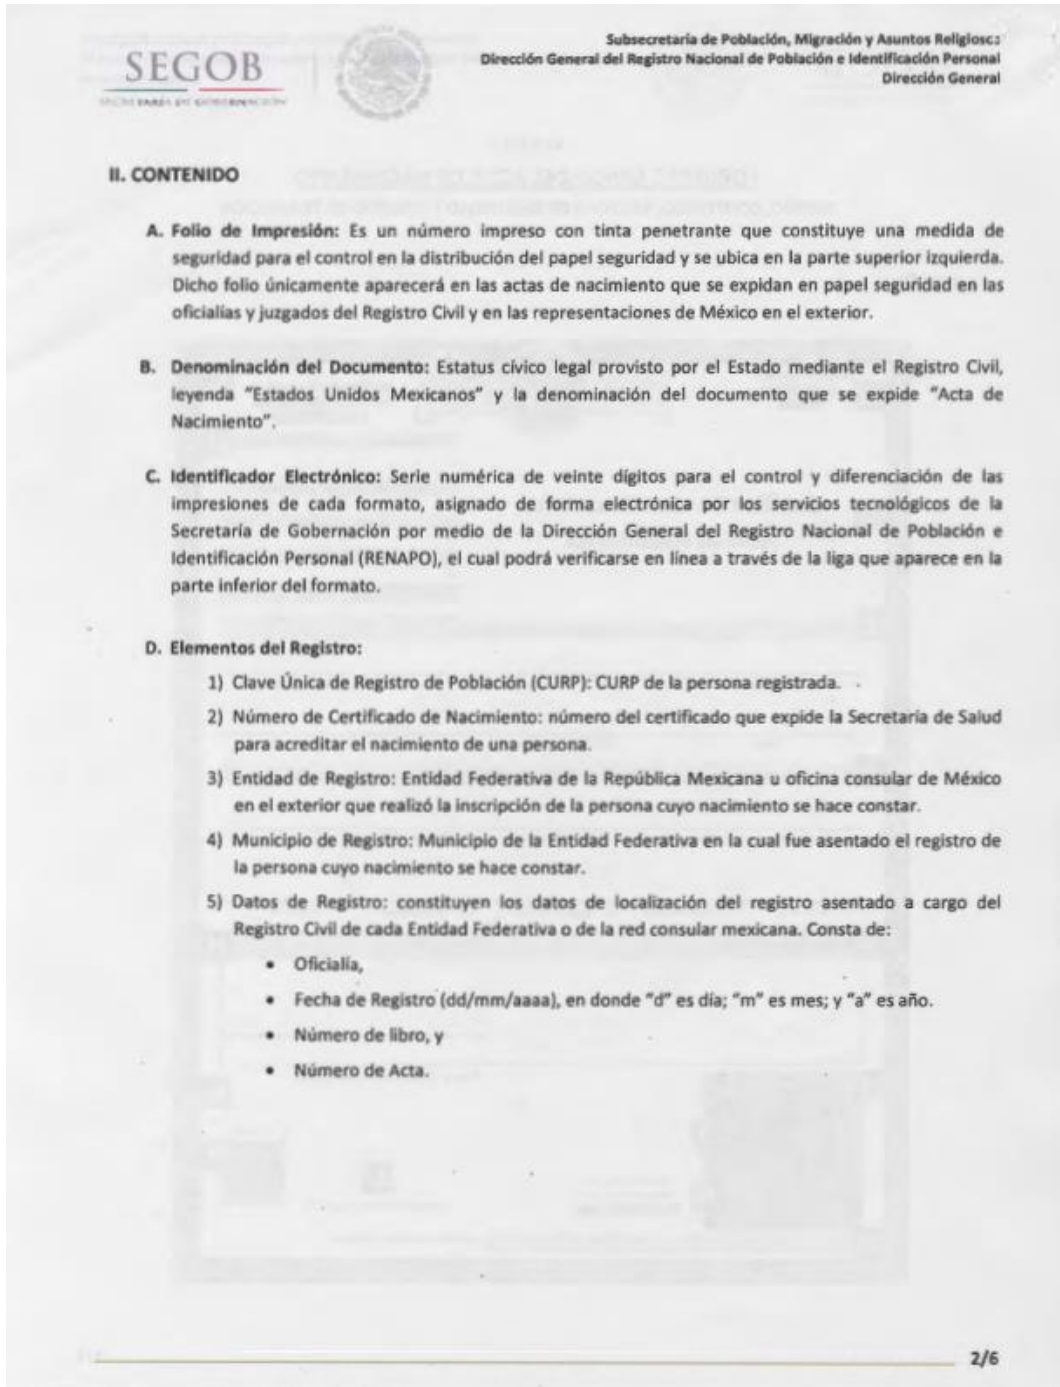 SEGOB
SECRETARÍA DE GOBERNACIÓN
Subsecretaría de Población, Migración y Asuntos Religiosos
Dirección General del Registro Nacional de Población e Identificación Personal
Dirección General
II. CONTENIDO
A. Folio de Impresión: Es un número impreso con tinta penetrante que constituye una medida de
seguridad para el control en la distribución del papel seguridad y se ubica en la parte superior izquierda.
Dicho folio únicamente aparecerá en las actas de nacimiento que se expidan en papel seguridad en las
oficialías y juzgados del Registro Civil y en las representaciones de México en el exterior.
B. Denominación del Documento: Estatus cívico legal provisto por el Estado mediante el Registro Civil,
leyenda "Estados Unidos Mexicanos" y la denominación del documento que se expide "Acta de
Nacimiento".
C. Identificador Electrónico: Serie numérica de veinte dígitos para el control y diferenciación de las
impresiones de cada formato, asignado de forma electrónica por los servicios tecnológicos de la
Secretaría de Gobernación por medio de la Dirección General del Registro Nacional de Población e
Identificación Personal (RENAPO), el cual podrá verificarse en línea a través de la liga que aparece en la
parte inferior del formato.
D. Elementos del Registro:
1) Clave Única de Registro de Población (CURP): CURP de la persona registrada.
2) Número de Certificado de Nacimiento: número del certificado que expide la Secretaría de Salud
para acreditar el nacimiento de una persona.
3) Entidad de Registro: Entidad Federativa de la República Mexicana u oficina consular de México
en el exterior que realizó la inscripción de la persona cuyo nacimiento se hace constar.
4) Municipio de Registro: Municipio de la Entidad Federativa en la cual fue asentado el registro de
la persona cuyo nacimiento se hace constar.
5) Datos de Registro: constituyen los datos de localización del registro asentado a cargo del
Registro Civil de cada Entidad Federativa o de la red consular mexicana. Consta de:
• Oficialía,
• Fecha de Registro (dd/mm/aaaa), en donde "d" es día; "m" es mes; y "a" es año.
• Número de libro, y
• Número de Acta.
2/6